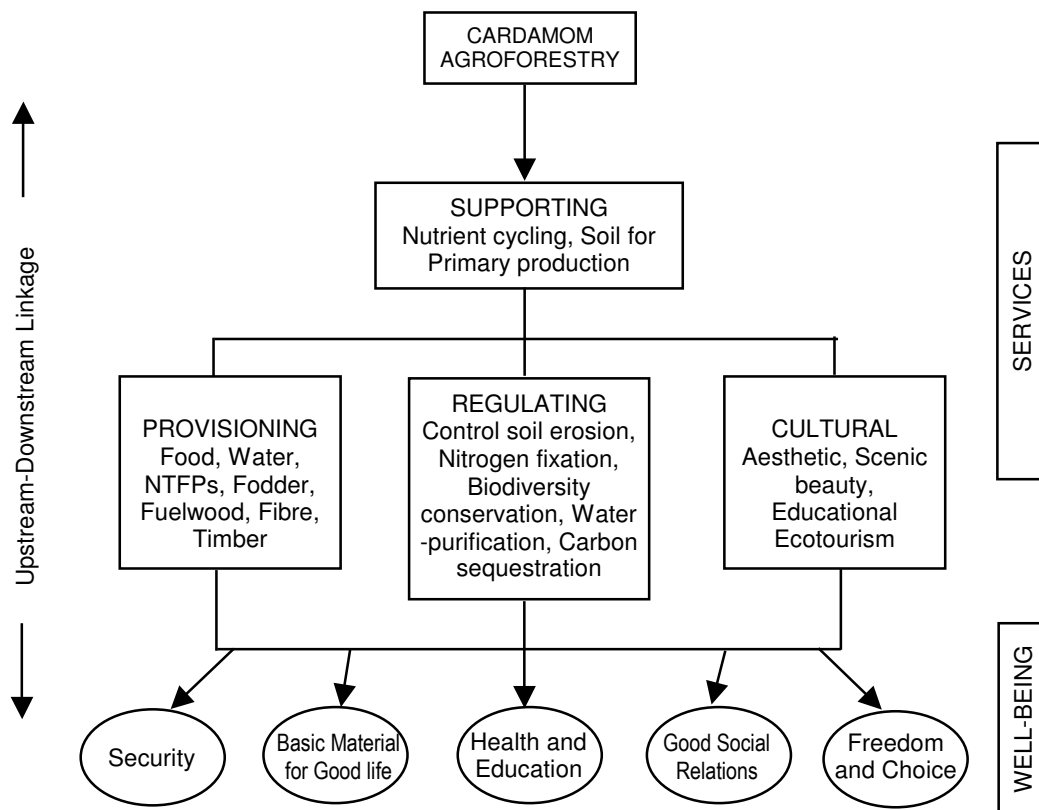 CARDAMOM
AGROFORESTRY
SUPPORTING
Nutrient cycling, Soil for
Primary production
Upstream-Downstream Linkage
SERVICES
PROVISIONING
Food, Water,
NTFPs, Fodder,
Fuelwood, Fibre,
Timber
REGULATING
Control soil erosion,
Nitrogen fixation,
Biodiversity
conservation, Water
-purification, Carbon
sequestration
CULTURAL
Aesthetic, Scenic
beauty,
Educational
Ecotourism
WELL-BEING
Security
Basic Material
for Good life
Health and
Education
Good Social
Relations
Freedom
and Choice